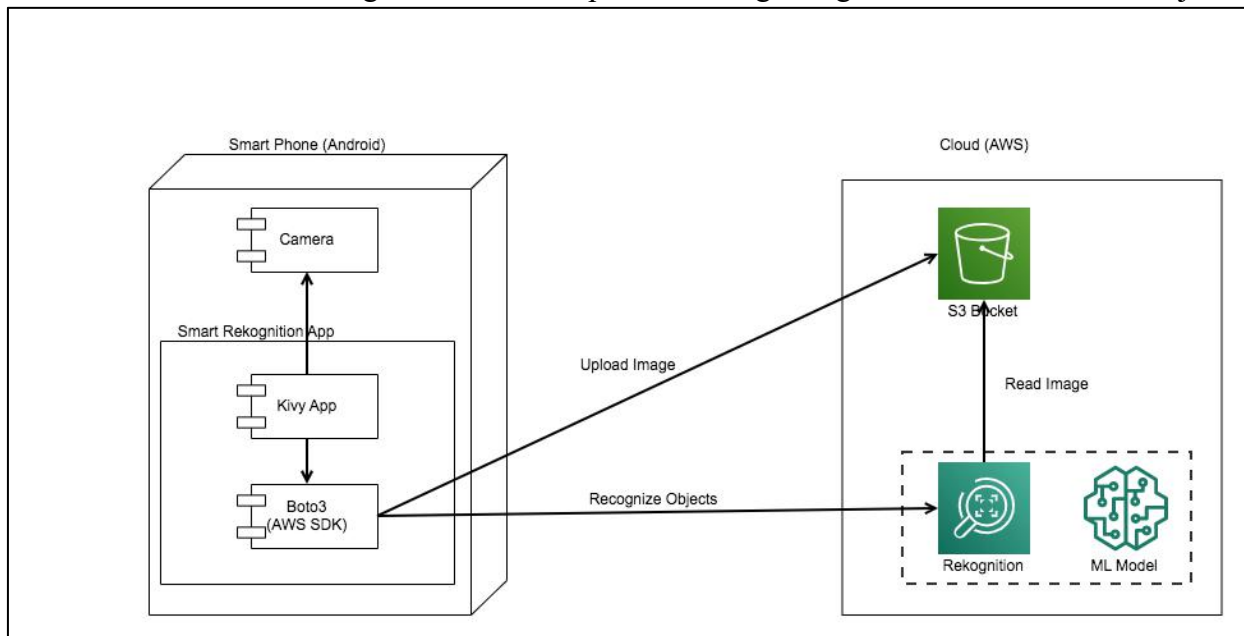 Smart Phone (Android)
Cloud (AWS)
Camera
S3 Bucket
Smart Rekognition App
Upload Image
Read Image
Kivy App
Boto3
(AWS SDK)
Recognize Objects
Rekognition
ML Model